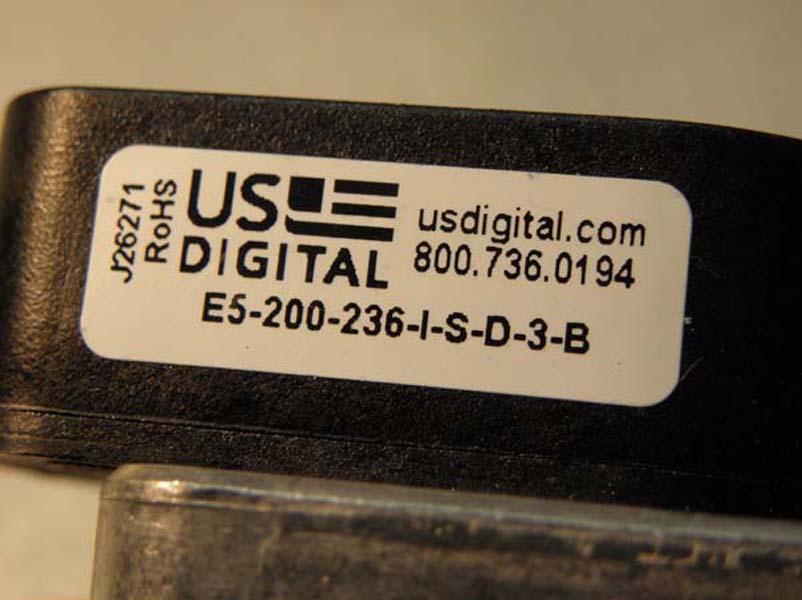 J26271
RoHS
US
DIGITAL
usdigital.com
800.736.0194
E5-200-236-I-S-D-3-B